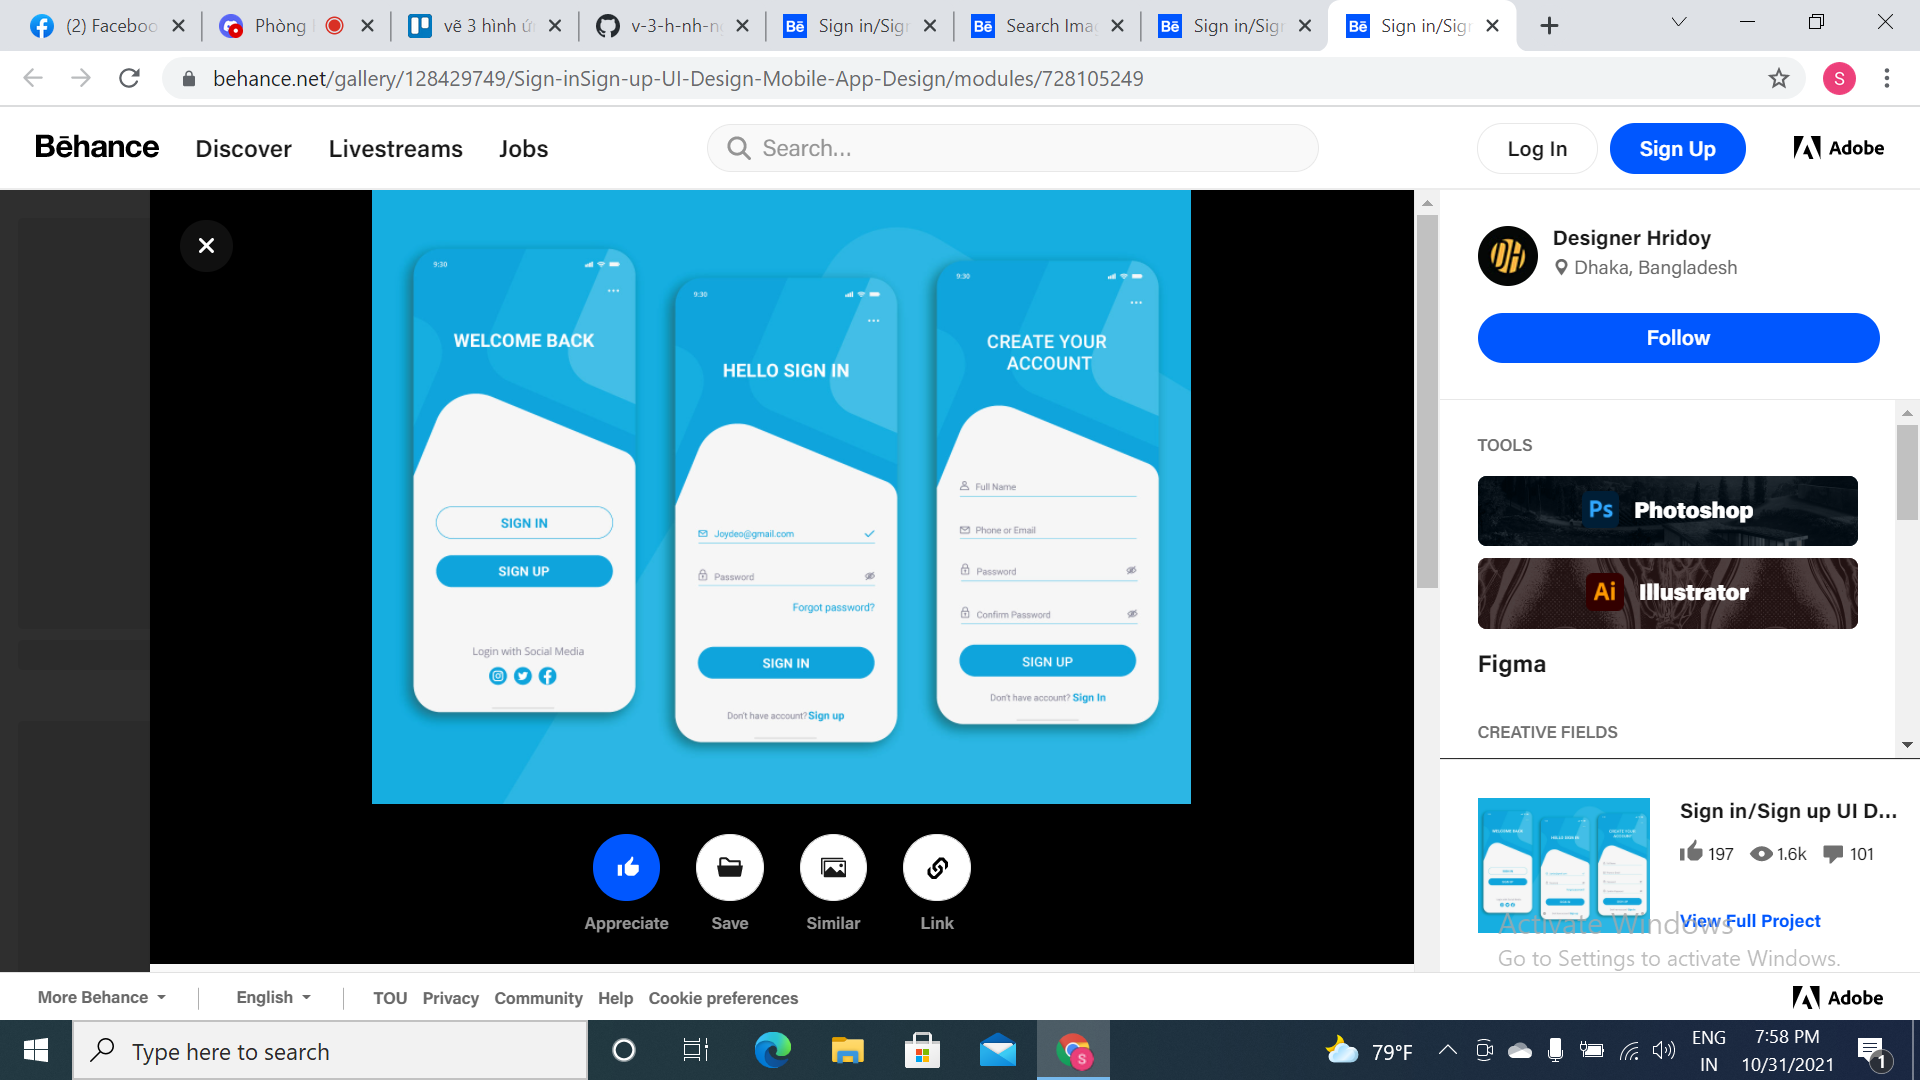 (2) Faceboo
Phòng
vẽ 3 hình ứn
v-3-h-nh-ng
Sign in/Sign
Search Imag
Sign in/Sign
Sign in/Sign
behance.net/gallery/128429749/Sign-inSign-up-UI-Design-Mobile-App-Design/modules/728105249
S
Bēhance
Discover
Livestreams
Jobs
Search...
Log In
Sign Up
Adobe
9:30
WELCOME BACK
SIGN IN
SIGN UP
Login with Social Media
9:30
HELLO SIGN IN
Joydeo@gmail.com
Password
Forgot password?
SIGN IN
Don't have account? Sign up
9:30
CREATE YOUR
ACCOUNT
Full Name
Phone or Email
Password
Confirm Password
SIGN UP
Don't have account? Sign In
Appreciate
Save
Similar
Link
Designer Hridoy
Dhaka, Bangladesh
Follow
TOOLS
Ps Photoshop
Ai Illustrator
Figma
CREATIVE FIELDS
Sign in/Sign up UI D...
197 1.6k 101
View Full Project
Activate Windows
Go to Settings to activate Windows.
More Behance
English
TOU Privacy Community Help Cookie preferences
Adobe
Type here to search
79°F
ENG
IN
7:58 PM
10/31/2021
1